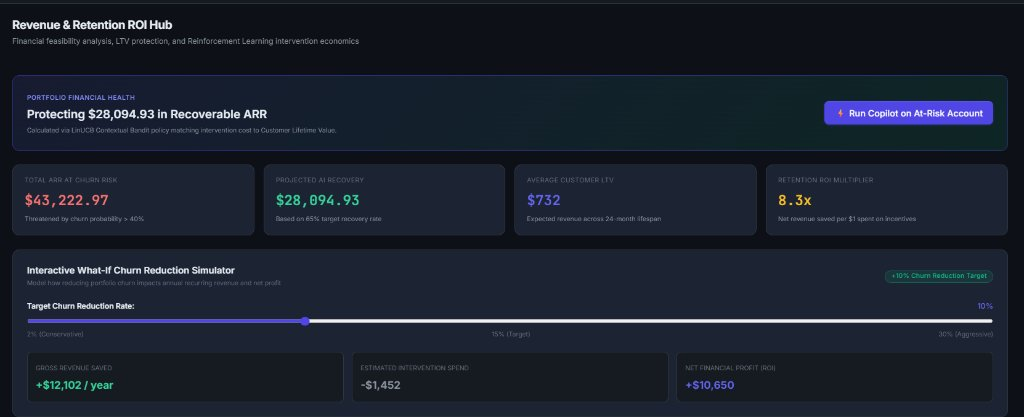 Revenue & Retention ROI Hub
Financial feasibility analysis, LTV protection, and Reinforcement Learning intervention economics
PORTFOLIO FINANCIAL HEALTH
Protecting $28,094.93 in Recoverable ARR
Calculated via LinUCB Contextual Bandit policy matching intervention cost to Customer Lifetime Value.
Run Copilot on At-Risk Account
TOTAL ARR AT CHURN RISK
$43,222.97
Threatened by churn probability > 40%
PROJECTED AI RECOVERY
$28,094.93
Based on 65% target recovery rate
AVERAGE CUSTOMER LTV
$732
Expected revenue across 24-month lifespan
RETENTION ROI MULTIPLIER
8.3x
Net revenue saved per $1 spent on incentives
Interactive What-If Churn Reduction Simulator
Model how reducing portfolio churn impacts annual recurring revenue and net profit
+10% Churn Reduction Target
Target Churn Reduction Rate:
10%
2% (Conservative)
15% (Target)
30% (Aggressive)
GROSS REVENUE SAVED
+$12,102 / year
ESTIMATED INTERVENTION SPEND
-$1,452
NET FINANCIAL PROFIT (ROI)
+$10,650